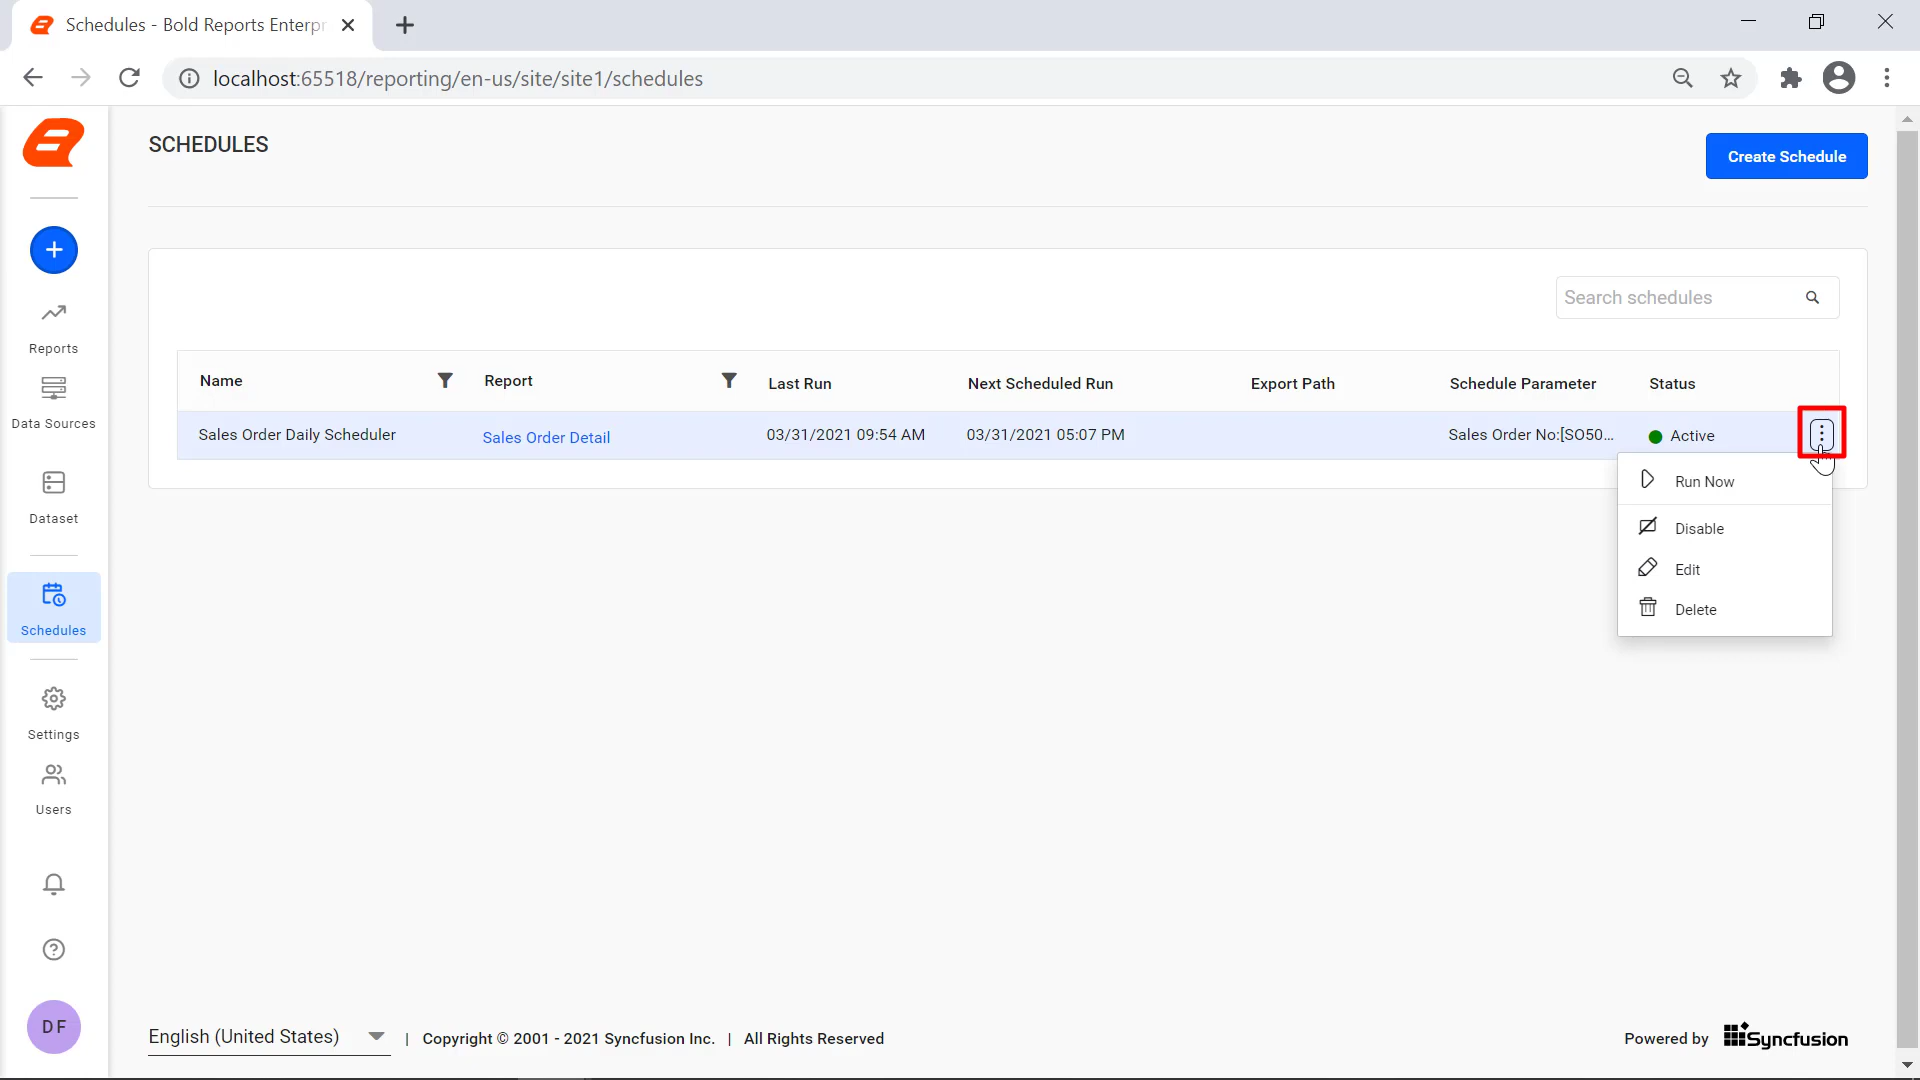 Schedules - Bold Reports Enterpr
localhost:65518/reporting/en-us/site/site1/schedules
SCHEDULES
Create Schedule
Reports
Data Sources
Dataset
Schedules
Settings
Users
DF
Search schedules
Name Report Last Run Next Scheduled Run Export Path Schedule Parameter Status
Sales Order Daily Scheduler Sales Order Detail 03/31/2021 09:54 AM 03/31/2021 05:07 PM Sales Order No:[SO50... Active
Run Now
Disable
Edit
Delete
English (United States) | Copyright © 2001 - 2021 Syncfusion Inc. | All Rights Reserved
Powered by Syncfusion